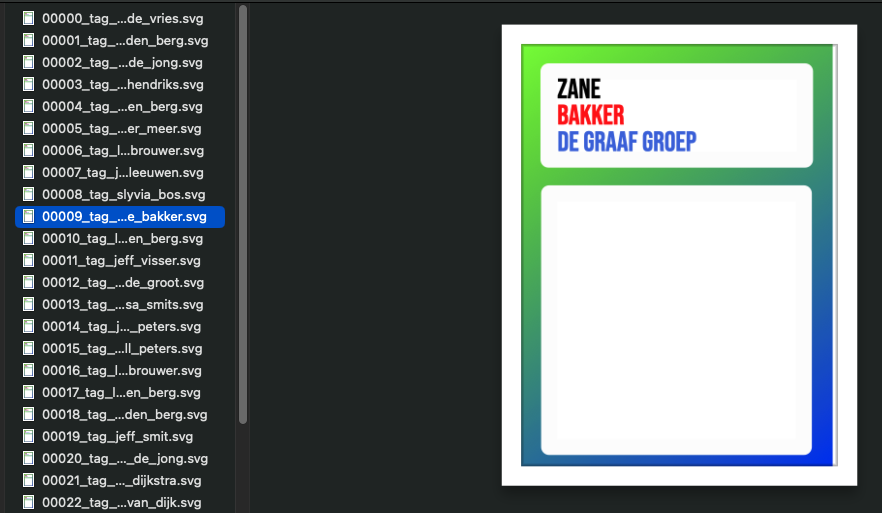 00000_tag_...de_vries.svg
00001_tag_...den_berg.svg
00002_tag_...de_jong.svg
00003_tag_...hendriks.svg
00004_tag_...en_berg.svg
00005_tag_...er_meer.svg
00006_tag_l...brouwer.svg
00007_tag_j...leeuwen.svg
00008_tag_slyvia_bos.svg
00009_tag_...e_bakker.svg
00010_tag_l...en_berg.svg
00011_tag_jeff_visser.svg
00012_tag_...de_groot.svg
00013_tag_...sa_smits.svg
00014_tag_j..._peters.svg
00015_tag_...ll_peters.svg
00016_tag_l...brouwer.svg
00017_tag_l...en_berg.svg
00018_tag_...den_berg.svg
00019_tag_jeff_smit.svg
00020_tag_..._de_jong.svg
00021_tag_..._dijkstra.svg
00022_tag_...van_dijk.svg
ZANE
BAKKER
DE GRAAF GROEP